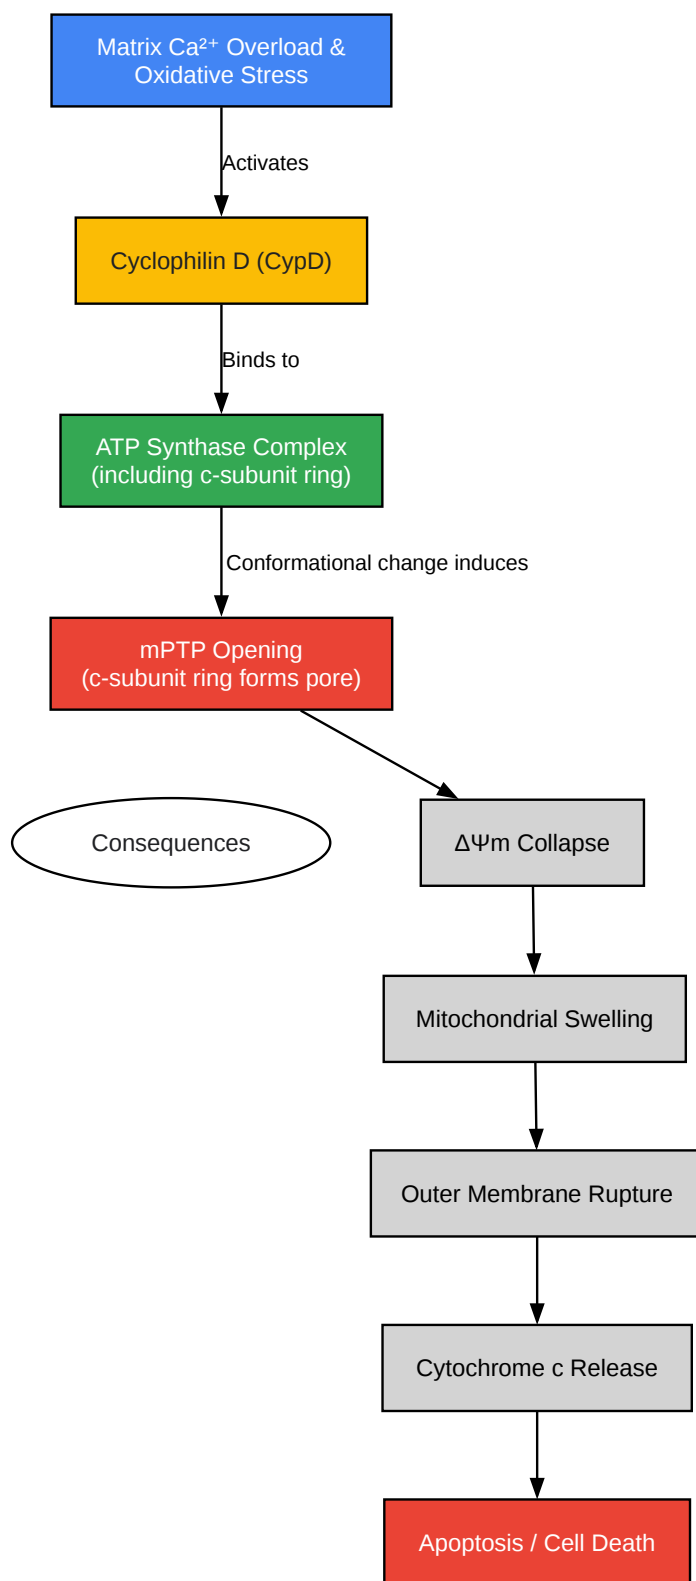 Matrix Ca²⁺ Overload &
Oxidative Stress
Activates
Cyclophilin D (CypD)
Binds to
ATP Synthase Complex
(including c-subunit ring)
Conformational change induces
mPTP Opening
(c-subunit ring forms pore)
Consequences
ΔΨm Collapse
Mitochondrial Swelling
Outer Membrane Rupture
Cytochrome c Release
Apoptosis / Cell Death